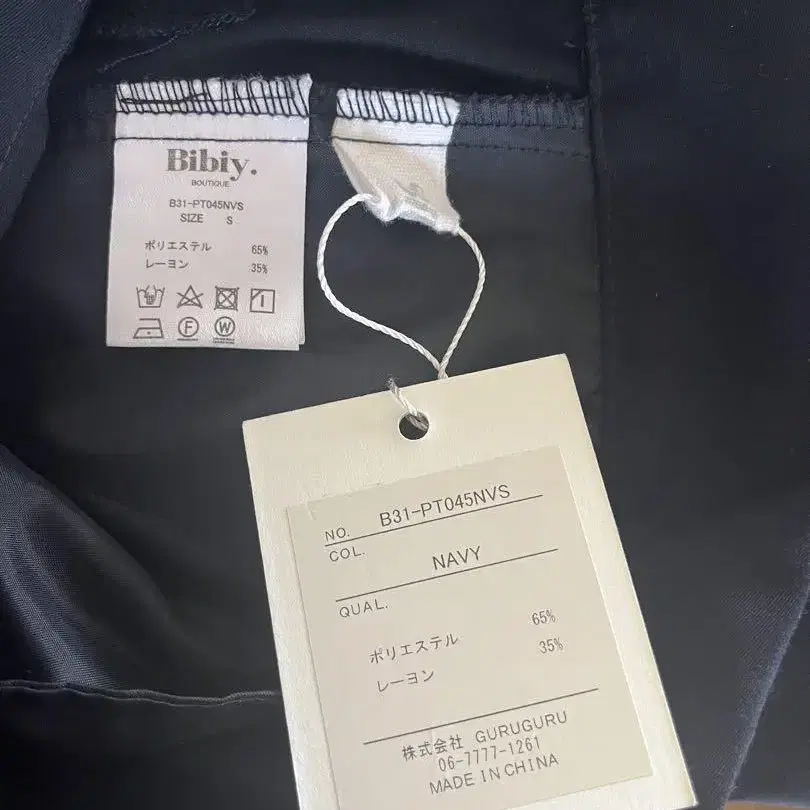 Bibiy.
BOUTIQUE
B31-PT045NVS
SIZE S
ポリエステル 65%
レーヨン 35%
F
W
NO. B31-PT045NVS
COL.
NAVY
QUAL.
ポリエステル 65%
レーヨン 35%
株式会社 GURUGURU
06-7777-1261
MADE IN CHINA